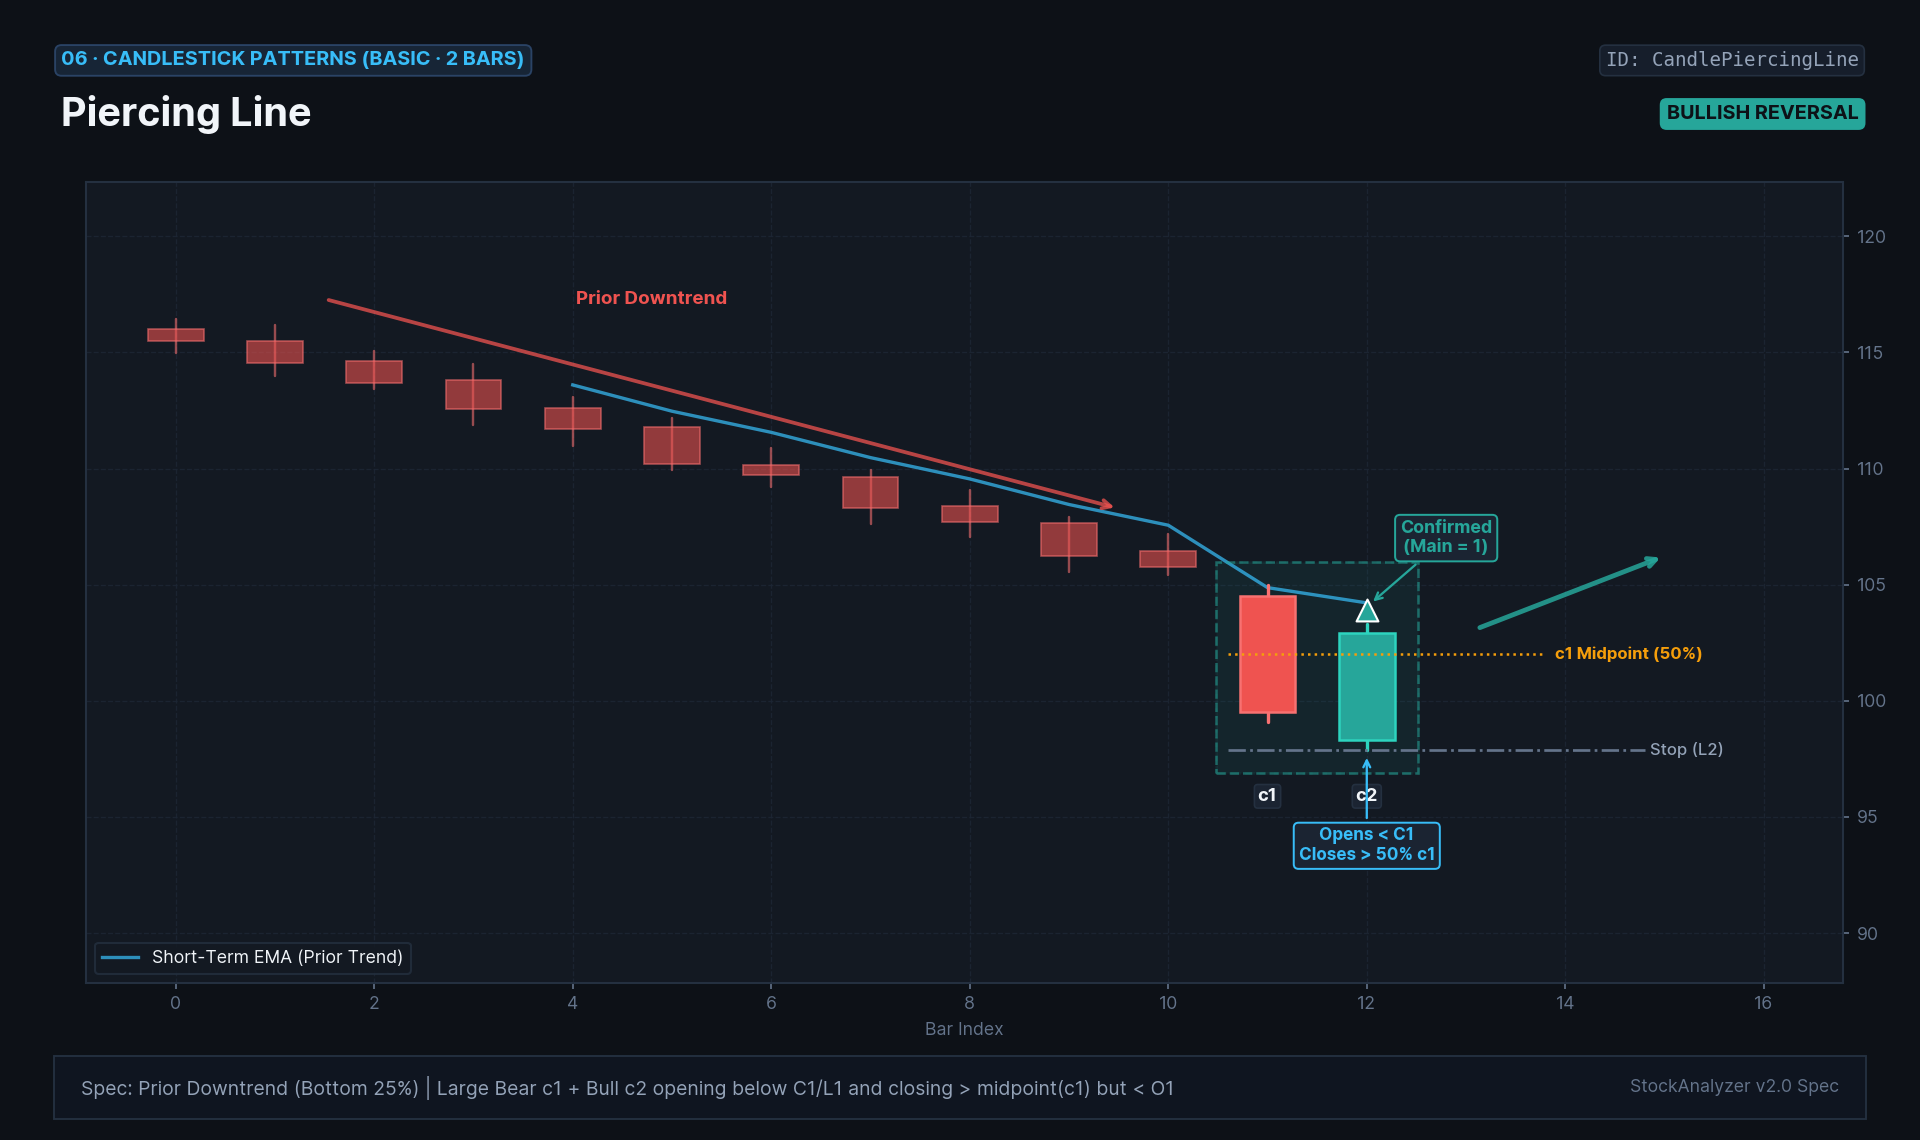 06 · CANDLESTICK PATTERNS (BASIC · 2 BARS)
ID: CandlePiercingLine
Piercing Line
BULLISH REVERSAL
120
Prior Downtrend
115
110
Confirmed
(Main = 1)
105
c1 Midpoint (50%)
100
Stop (L2)
c1
c2
95
Opens < C1
Closes > 50% c1
90
Short-Term EMA (Prior Trend)
0 2 4 6 8 10 12 14 16
Bar Index
Spec: Prior Downtrend (Bottom 25%) | Large Bear c1 + Bull c2 opening below C1/L1 and closing > midpoint(c1) but < O1
StockAnalyzer v2.0 Spec